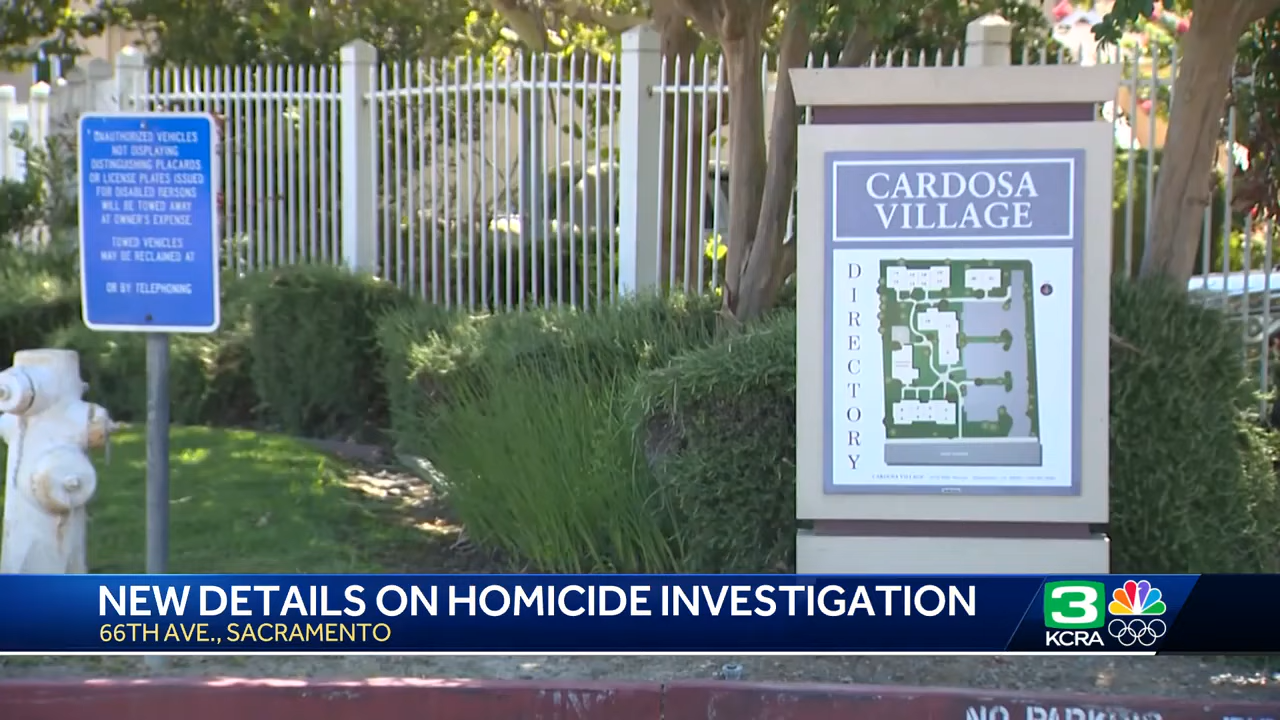 UNAUTHORIZED VEHICLES
NOT DISPLAYING
DISTINGUISHING PLACARDS
OR LICENSE PLATES ISSUED
FOR DISABLED PERSONS
WILL BE TOWED AWAY
AT OWNER'S EXPENSE.
TOWED VEHICLES
MAY BE RECLAIMED AT
OR BY TELEPHONING
CARDOSA
VILLAGE
DIRECTORY
CARDOSA VILLAGE
NEW DETAILS ON HOMICIDE INVESTIGATION
66TH AVE., SACRAMENTO
3
KCRA
NO PARKING